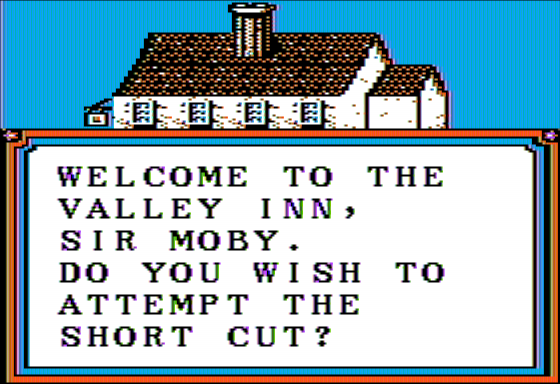 WELCOME TO THE
VALLEY INN,
SIR MOBY.
DO YOU WISH TO
ATTEMPT THE
SHORT CUT?